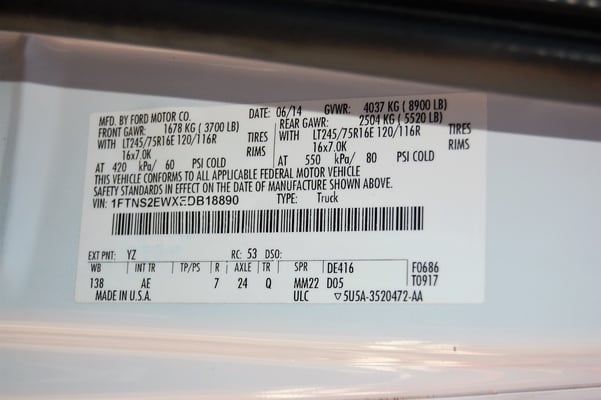 MFD. BY FORD MOTOR CO. DATE: 06/14 GVWR: 4037 KG ( 8900 LB)
FRONT GAWR: 1678 KG ( 3700 LB) REAR GAWR: 2504 KG ( 5520 LB)
WITH LT245/75R16E 120/116R TIRES WITH LT245/75R16E 120/116R TIRES
16x7.0K RIMS 16x7.0K RIMS
AT 420 kPa/ 60 PSI COLD AT 550 kPa/ 80 PSI COLD
THIS VEHICLE CONFORMS TO ALL APPLICABLE FEDERAL MOTOR VEHICLE
SAFETY STANDARDS IN EFFECT ON THE DATE OF MANUFACTURE SHOWN ABOVE.
VIN: 1FTNS2EWXEDB18890 TYPE: Truck
EXT PNT: YZ RC: 53 DSO:
WB INT TR TP/PS R AXLE TR SPR DE416 F0686
138 AE 7 24 Q MM22 D05 T0917
MADE IN U.S.A. ULC ▽5U5A-3520472-AA